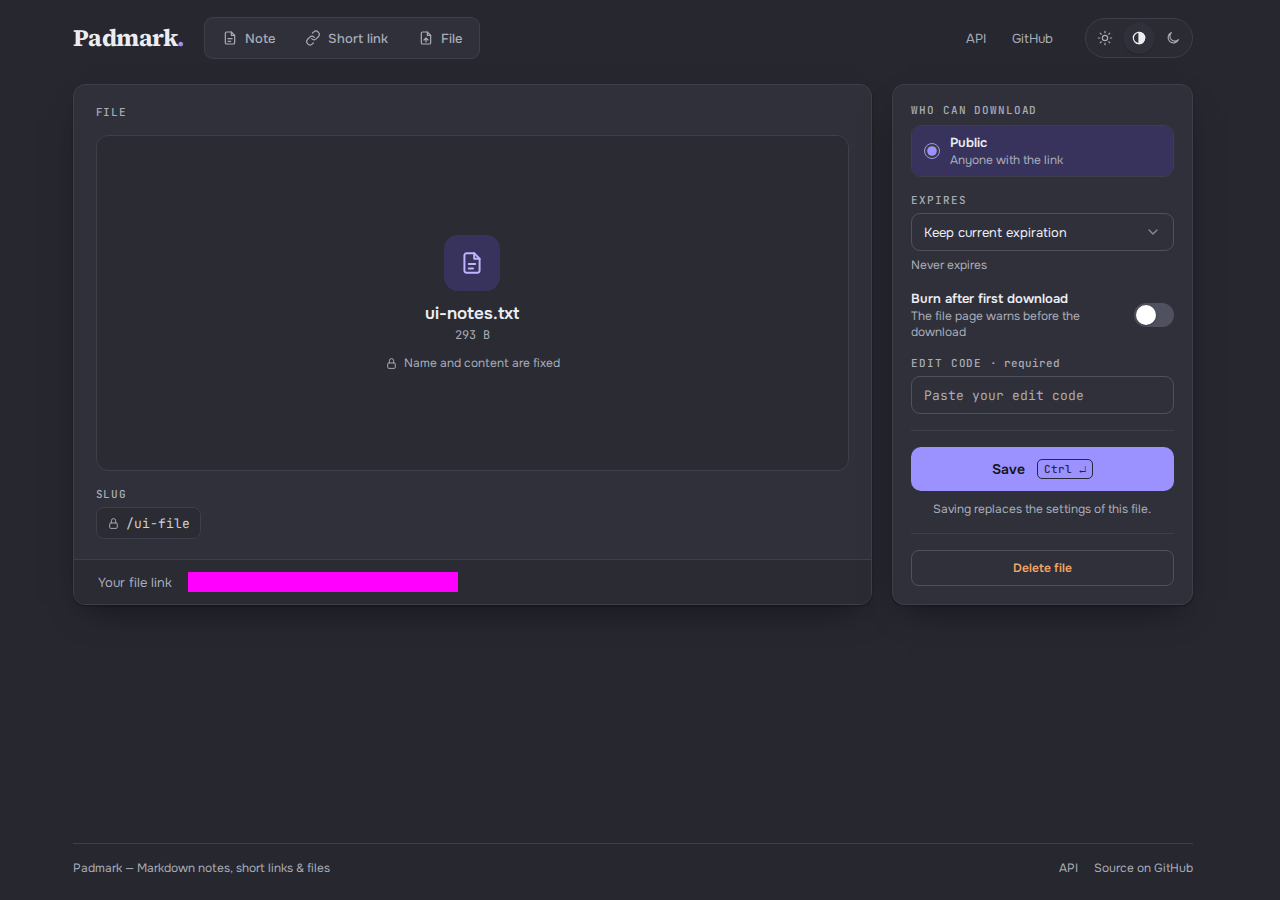 Padmark.
Note
Short link
File
API
GitHub
FILE
ui-notes.txt
293 B
Name and content are fixed
SLUG
/ui-file
Your file link
WHO CAN DOWNLOAD
Public
Anyone with the link
EXPIRES
Keep current expiration
Never expires
Burn after first download
The file page warns before the
download
EDIT CODE · required
Paste your edit code
Save Ctrl ↵
Saving replaces the settings of this file.
Delete file
Padmark — Markdown notes, short links & files
API
Source on GitHub